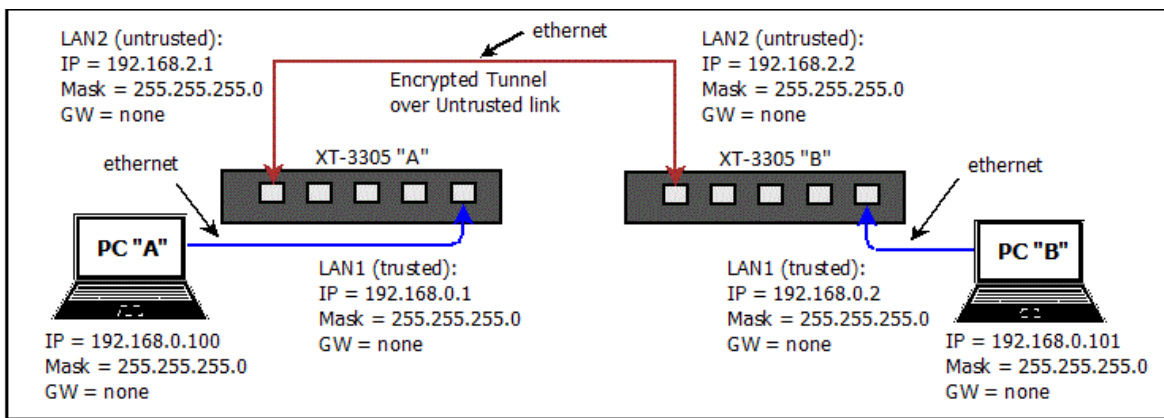 LAN2 (untrusted):
IP = 192.168.2.1
Mask = 255.255.255.0
GW = none
ethernet
Encrypted Tunnel
over Untrusted link
LAN2 (untrusted):
IP = 192.168.2.2
Mask = 255.255.255.0
GW = none
ethernet
XT-3305 "A"
XT-3305 "B"
ethernet
PC "A"
IP = 192.168.0.100
Mask = 255.255.255.0
GW = none
LAN1 (trusted):
IP = 192.168.0.1
Mask = 255.255.255.0
GW = none
LAN1 (trusted):
IP = 192.168.0.2
Mask = 255.255.255.0
GW = none
PC "B"
IP = 192.168.0.101
Mask = 255.255.255.0
GW = none